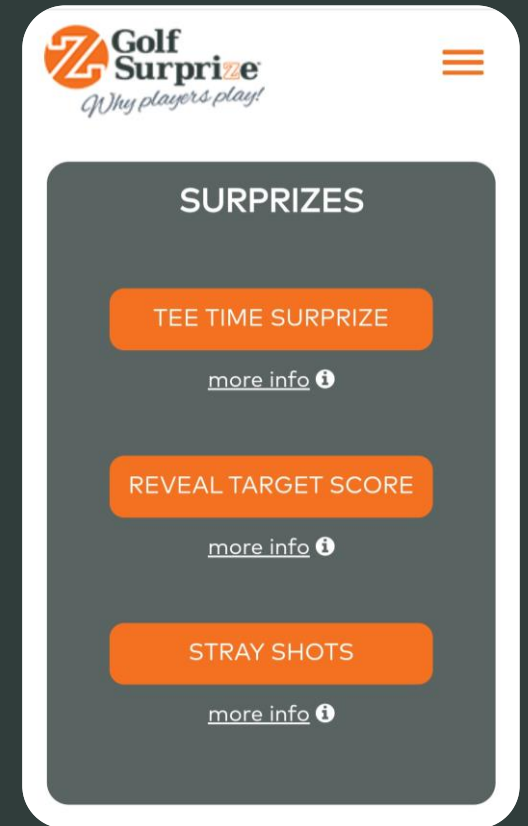 Golf
Surprize
Why players play!
SURPRIZES
TEE TIME SURPRIZE
more info
REVEAL TARGET SCORE
more info
STRAY SHOTS
more info